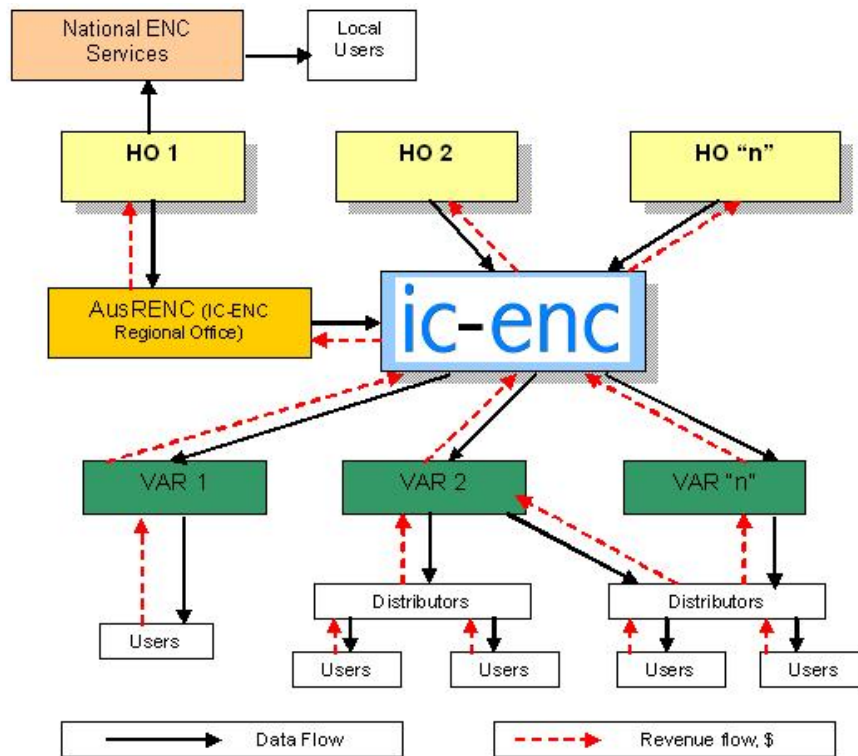 National ENC
Services
Local
Users
HO 1
HO 2
HO "n"
AusRENC (IC-ENC
Regional Office)
ic-enc
VAR 1
VAR 2
VAR "n"
Distributors
Distributors
Users
Users
Users
Users
Users
Data Flow
Revenue flow, $